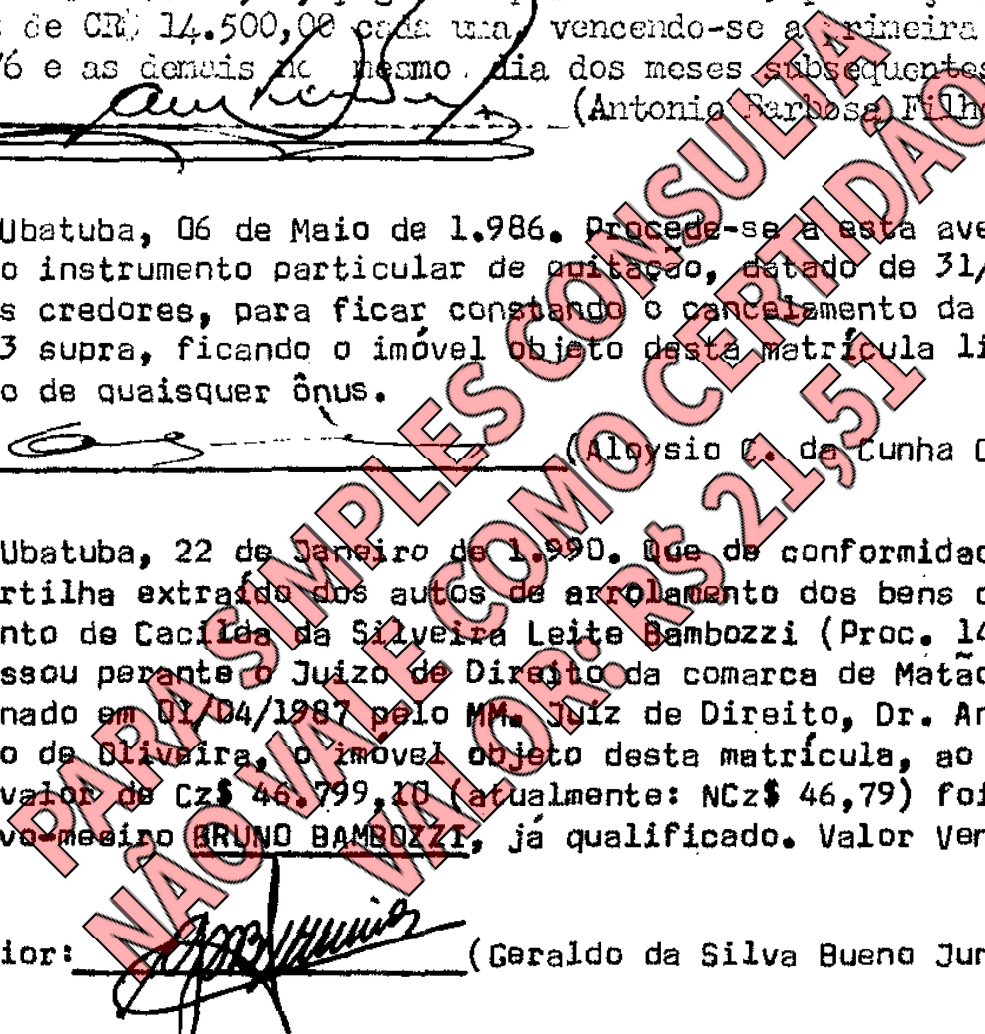 de CR$ 14.500,00 cada uma, vencendo-se a primeira
76 e as demais no mesmo dia dos meses subsequentes
(Antonio Barbosa Filho
Ubatuba, 06 de Maio de 1.986. Procede-se a esta ave
o instrumento particular de quitação, datado de 31/
s credores, para ficar constando o cancelamento da
3 supra, ficando o imóvel objeto desta matrícula li
o de quaisquer ônus.
(Aloysio C. da Cunha C
Ubatuba, 22 de Janeiro de 1.990. Que de conformidad
rtilha extraído dos autos de arrolamento dos bens d
nto de Cacilda da Silveira Leite Bambozzi (Proc. 14
ssou perante o Juizo de Direito da comarca de Matão
nado em 01/04/1987 pelo MM. Juiz de Direito, Dr. An
o de Oliveira, o imóvel objeto desta matrícula, ao
valor de Cz$ 46.799,10 (atualmente: NCz$ 46,79) foi
vo-meeiro BRUNO BAMBOZZI, já qualificado. Valor Ven
ior: (Geraldo da Silva Bueno Jun
PARA SIMPLES CONSULTA
NÃO VALE COMO CERTIDÃO
VALOR: R$ 21,51